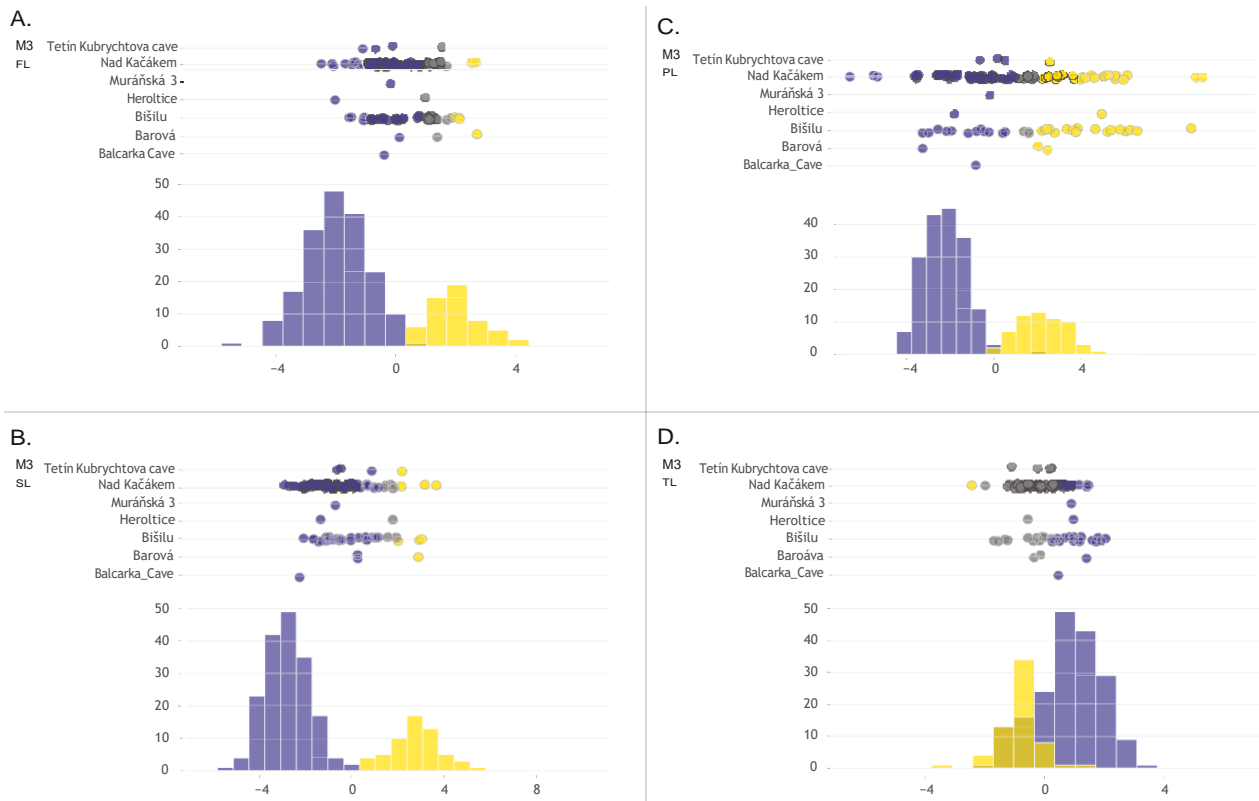 A.
M3
FL
Tetín Kubrychtova cave
Nad Kačákem
Muráňská 3
Heroltice
Bišilu
Barová
Balcarka Cave
50
40
30
20
10
0
−4 0 4
C.
M3
PL
Tetín Kubrychtova cave
Nad Kačákem
Muráňská 3
Heroltice
Bišilu
Barová
Balcarka_Cave
40
30
20
10
0
−4 0 4
B.
M3
SL
Tetín Kubrychtova cave
Nad Kačákem
Muráňská 3
Heroltice
Bišilu
Barová
Balcarka_Cave
50
40
30
20
10
0
−4 0 4 8
D.
M3
TL
Tetín Kubrychtova cave
Nad Kačákem
Muráňská 3
Heroltice
Bišilu
Baroáva
Balcarka_Cave
50
40
30
20
10
0
−4 0 4